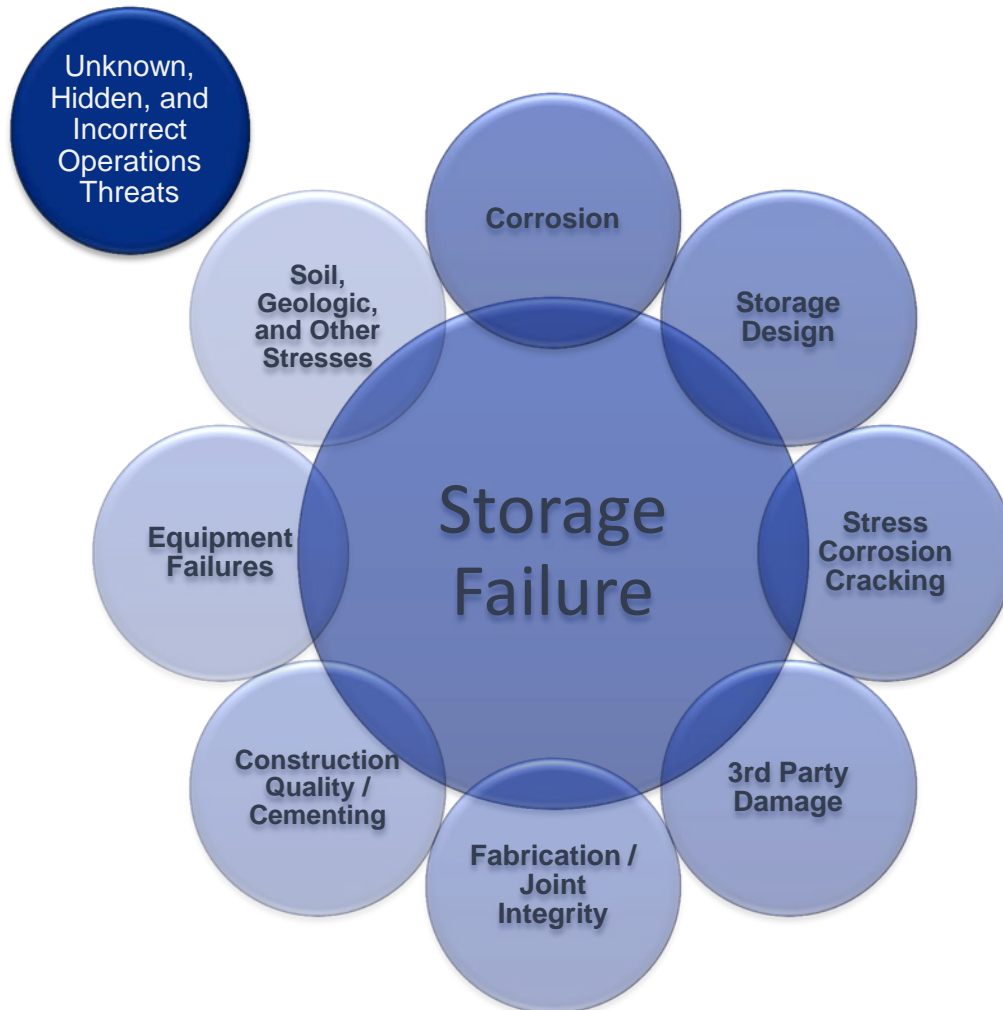 Unknown,
Hidden, and
Incorrect
Operations
Threats
Corrosion
Storage
Design
Stress
Corrosion
Cracking
3rd Party
Damage
Fabrication /
Joint
Integrity
Construction
Quality /
Cementing
Equipment
Failures
Soil,
Geologic,
and Other
Stresses
Storage
Failure